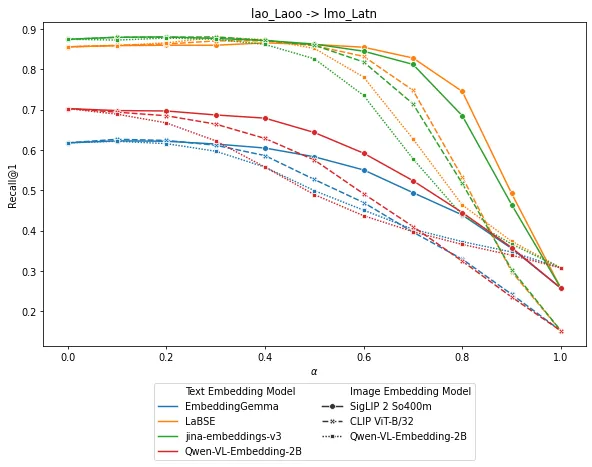 lao_Laoo -> lmo_Latn
0.9
0.8
0.7
0.6
0.5
0.4
0.3
0.2
Recall@1
0.0
0.2
0.4
0.6
0.8
1.0
α
Text Embedding Model
EmbeddingGemma
LaBSE
jina-embeddings-v3
Qwen-VL-Embedding-2B
Image Embedding Model
SigLIP 2 So400m
CLIP ViT-B/32
Qwen-VL-Embedding-2B